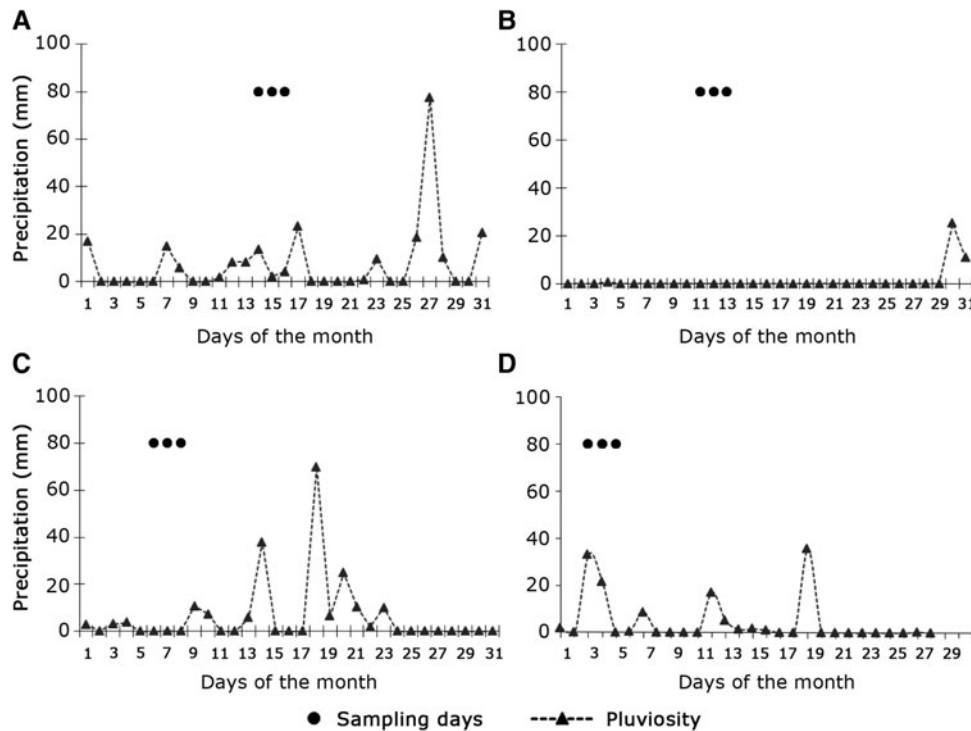 A
Precipitation (mm)
100
80
60
40
20
0
1 3 5 7 9 11 13 15 17 19 21 23 25 27 29 31
Days of the month
B
100
80
60
40
20
0
1 3 5 7 9 11 13 15 17 19 21 23 25 27 29 31
Days of the month
C
Precipitation (mm)
100
80
60
40
20
0
1 3 5 7 9 11 13 15 17 19 21 23 25 27 29 31
Days of the month
D
100
80
60
40
20
0
1 3 5 7 9 11 13 15 17 19 21 23 25 27 29
Days of the month
Sampling days
Pluviosity